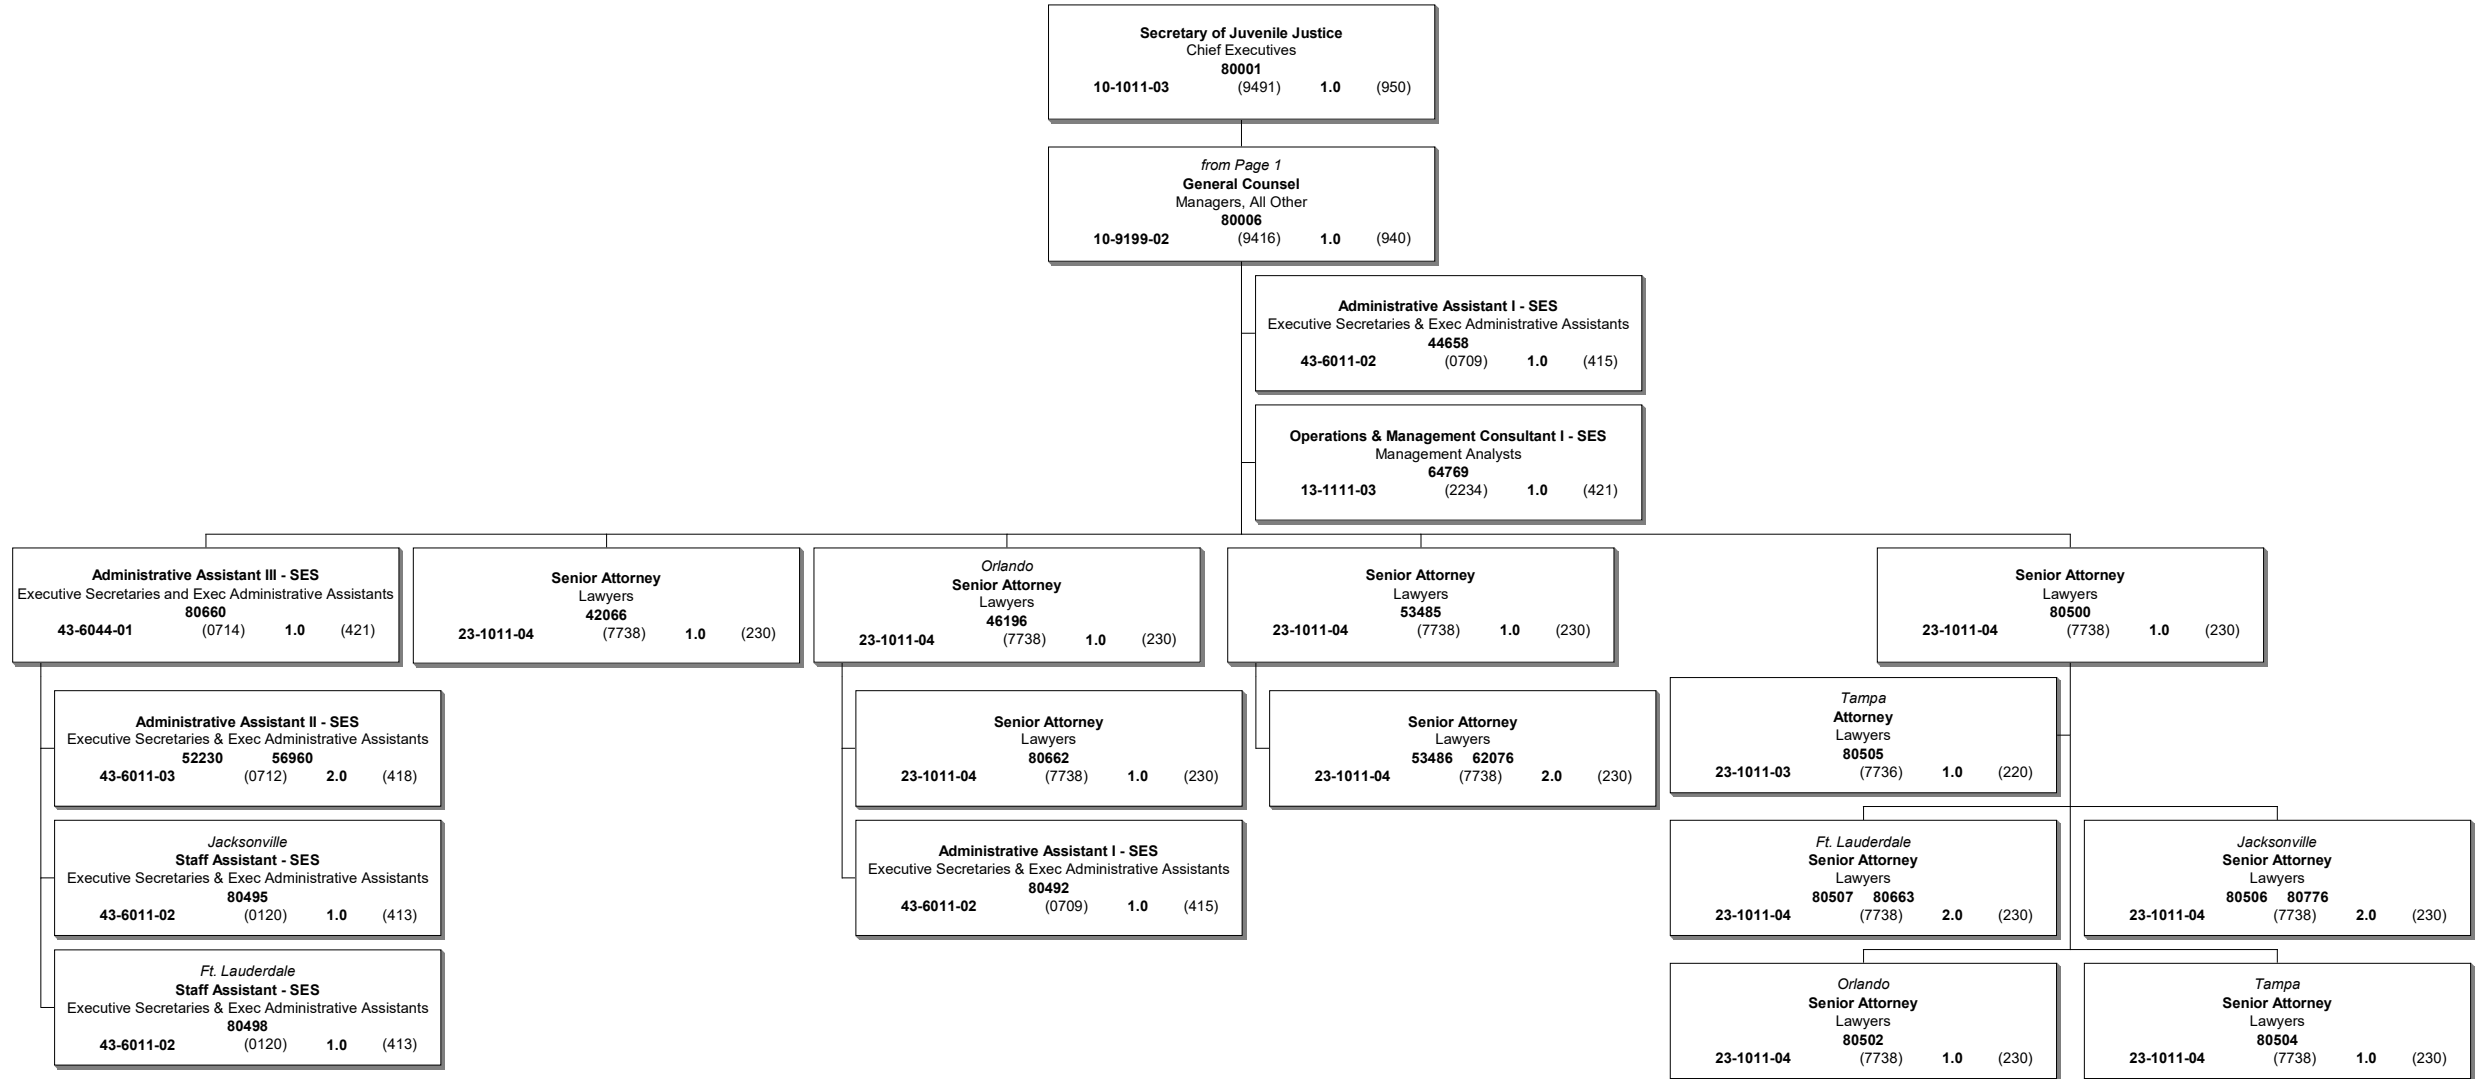 Secretary of Juvenile Justice
Chief Executives
80001
10-1011-03 (9491) 1.0 (950)
from Page 1
General Counsel
Managers, All Other
80006
10-9199-02 (9416) 1.0 (940)
Administrative Assistant I - SES
Executive Secretaries & Exec Administrative Assistants
44658
43-6011-02 (0709) 1.0 (415)
Operations & Management Consultant I - SES
Management Analysts
64769
13-1111-03 (2234) 1.0 (421)
Administrative Assistant III - SES
Executive Secretaries and Exec Administrative Assistants
80660
43-6044-01 (0714) 1.0 (421)
Senior Attorney
Lawyers
42066
23-1011-04 (7738) 1.0 (230)
Orlando
Senior Attorney
Lawyers
46196
23-1011-04 (7738) 1.0 (230)
Senior Attorney
Lawyers
53485
23-1011-04 (7738) 1.0 (230)
Senior Attorney
Lawyers
80500
23-1011-04 (7738) 1.0 (230)
Administrative Assistant II - SES
Executive Secretaries & Exec Administrative Assistants
52230 56960
43-6011-03 (0712) 2.0 (418)
Senior Attorney
Lawyers
80662
23-1011-04 (7738) 1.0 (230)
Senior Attorney
Lawyers
53486 62076
23-1011-04 (7738) 2.0 (230)
Tampa
Attorney
Lawyers
80505
23-1011-03 (7736) 1.0 (220)
Jacksonville
Staff Assistant - SES
Executive Secretaries & Exec Administrative Assistants
80495
43-6011-02 (0120) 1.0 (413)
Administrative Assistant I - SES
Executive Secretaries & Exec Administrative Assistants
80492
43-6011-02 (0709) 1.0 (415)
Ft. Lauderdale
Senior Attorney
Lawyers
80507 80663
23-1011-04 (7738) 2.0 (230)
Jacksonville
Senior Attorney
Lawyers
80506 80776
23-1011-04 (7738) 2.0 (230)
Ft. Lauderdale
Staff Assistant - SES
Executive Secretaries & Exec Administrative Assistants
80498
43-6011-02 (0120) 1.0 (413)
Orlando
Senior Attorney
Lawyers
80502
23-1011-04 (7738) 1.0 (230)
Tampa
Senior Attorney
Lawyers
80504
23-1011-04 (7738) 1.0 (230)